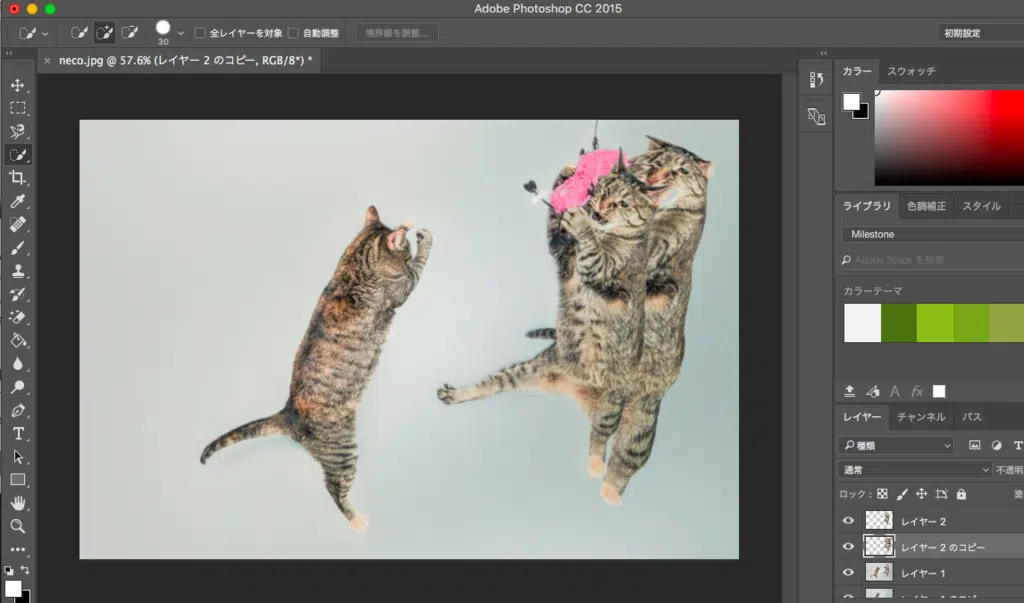 Adobe Photoshop CC 2015
30
全レイヤーを対象
自動調整
境界線を調整...
初期設定
× neco.jpg @ 57.6% (レイヤー 2 のコピー, RGB/8*) *
カラー
スウォッチ
ライブラリ
色調補正
スタイル
Milestone
Adobe Stock を検索
カラーテーマ
レイヤー
チャンネル
パス
種類
通常
不透明
ロック :
塗
レイヤー 2
レイヤー 2 のコピー
レイヤー 1